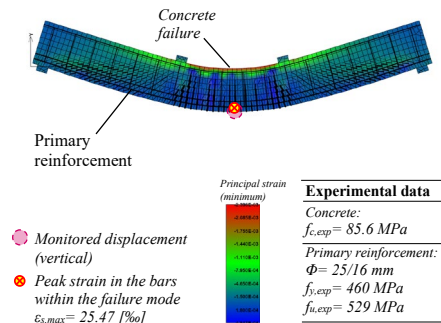 Concrete
failure
Primary
reinforcement
Principal strain
(minimum)
Monitored displacement
(vertical)
Peak strain in the bars
within the failure mode
εs,max= 25.47 [‰]
Experimental data
Concrete:
fc,exp= 85.6 MPa
Primary reinforcement:
Φ= 25/16 mm
fy,exp= 460 MPa
fu,exp= 529 MPa